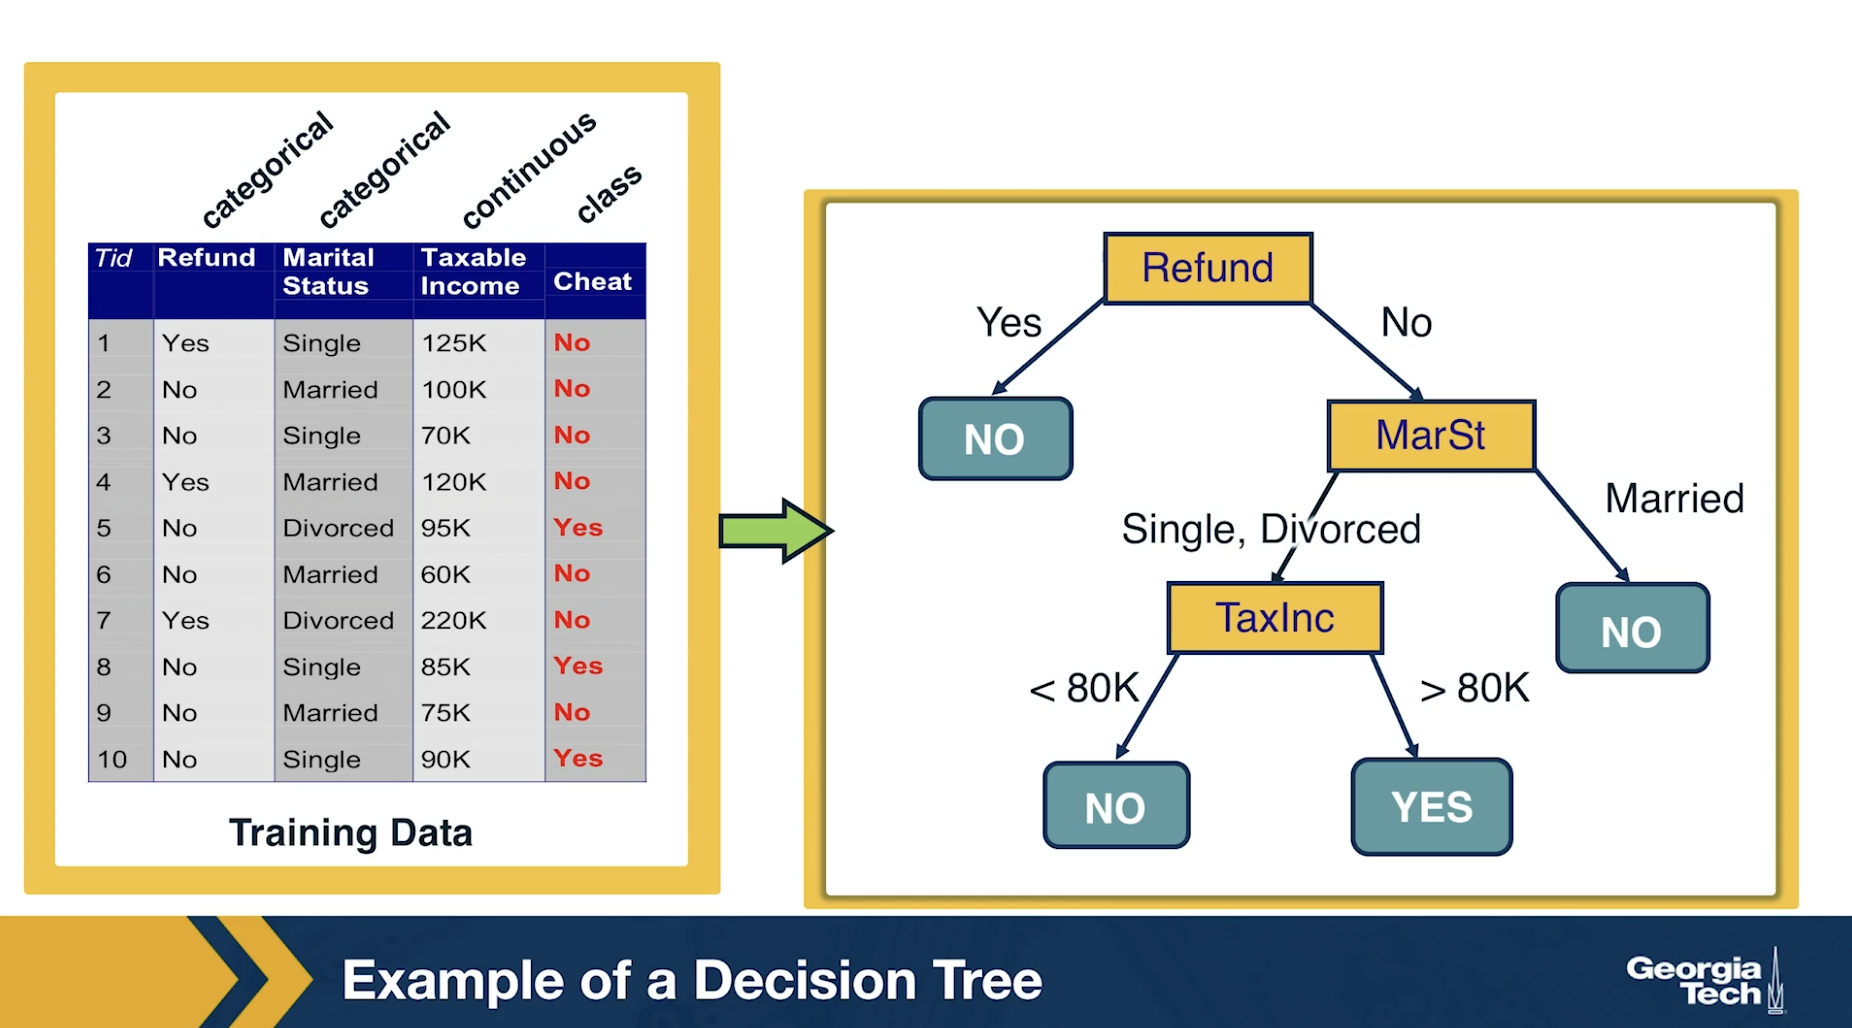 categorical
categorical
continuous
class
Tid Refund Marital Status Taxable Income Cheat
1 Yes Single 125K No
2 No Married 100K No
3 No Single 70K No
4 Yes Married 120K No
5 No Divorced 95K Yes
6 No Married 60K No
7 Yes Divorced 220K No
8 No Single 85K Yes
9 No Married 75K No
10 No Single 90K Yes
Training Data
Refund
Yes
No
NO
MarSt
Single, Divorced
Married
TaxInc
NO
< 80K
> 80K
NO
YES
Example of a Decision Tree
Georgia
Tech